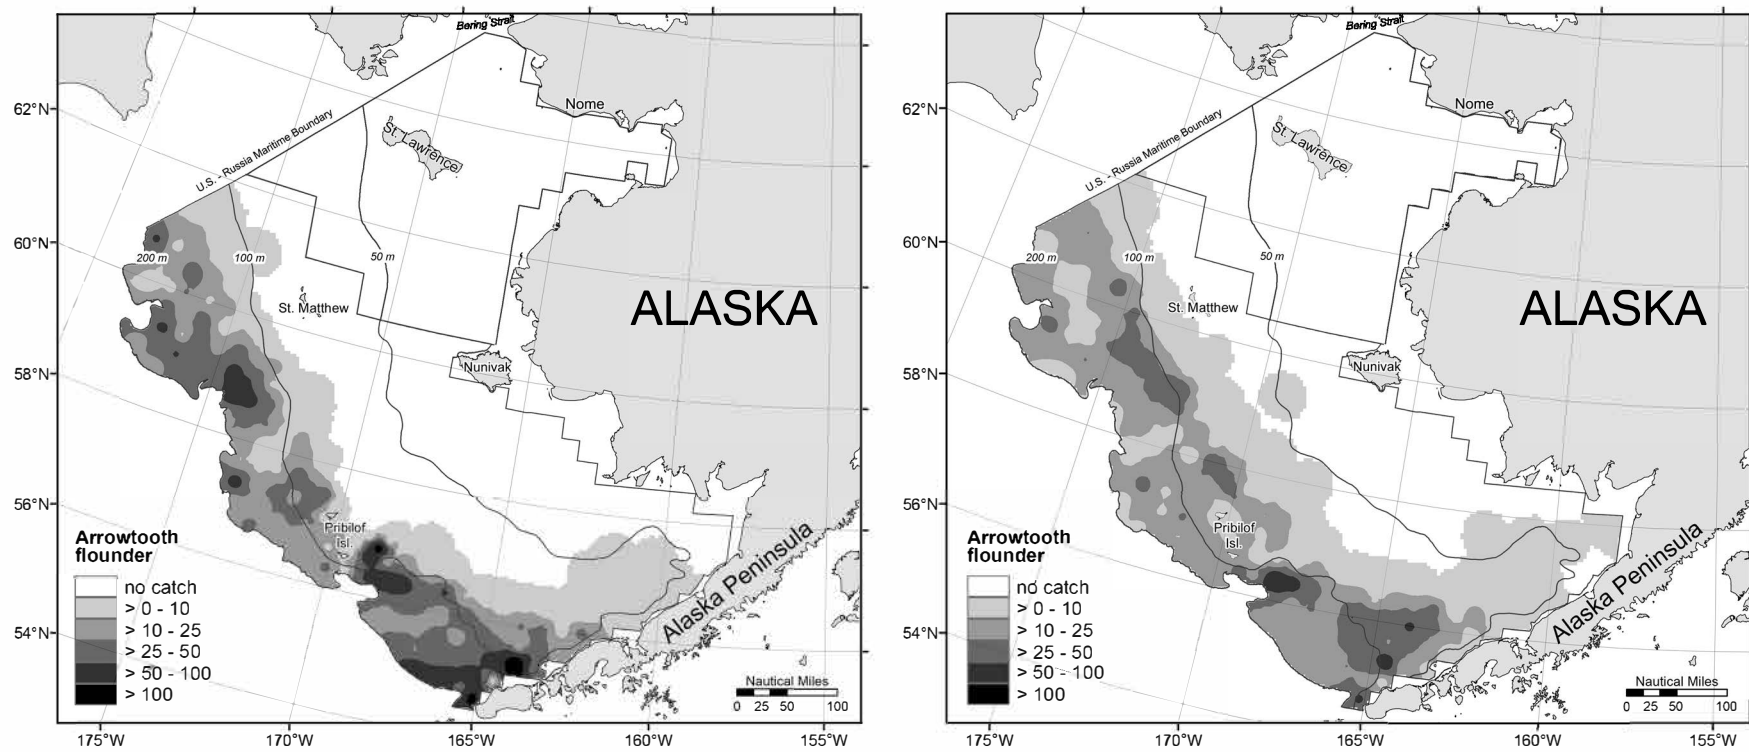 Bering Strait
62°N
Nome
St. Lawrence
U.S. - Russia Maritime Boundary
60°N
200 m
100 m
50 m
St. Matthew
ALASKA
58°N
Nunivak
56°N
Pribilof
Isl.
Arrowtooth
flounder
no catch
> 0 - 10
> 10 - 25
> 25 - 50
> 50 - 100
> 100
54°N
Alaska Peninsula
Nautical Miles
0 25 50 100
175°W 170°W 165°W 160°W 155°W
Bering Strait
62°N
Nome
St. Lawrence
U.S. - Russia Maritime Boundary
60°N
200 m
100 m
50 m
St. Matthew
ALASKA
58°N
Nunivak
56°N
Pribilof
Isl.
Arrowtooth
flounder
no catch
> 0 - 10
> 10 - 25
> 25 - 50
> 50 - 100
> 100
54°N
Alaska Peninsula
Nautical Miles
0 25 50 100
175°W 170°W 165°W 160°W 155°W